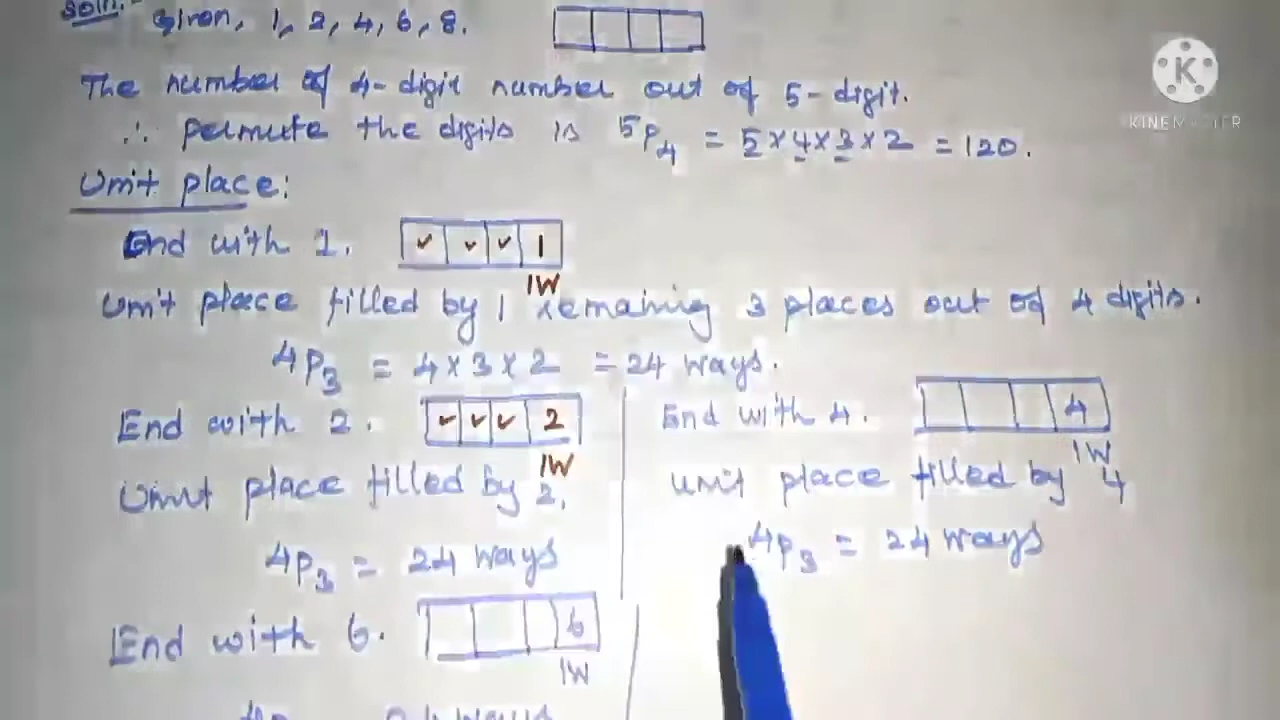 Soln.
Given, 1, 2, 4, 6, 8.
The number of 4-digit number out of 5-digit.
∴ permute the digits is 5P4 = 5×4×3×2 = 120.
Unit place:
End with 1. ✓ ✓ ✓ 1
1W
Unit place filled by 1 remaining 3 places out of 4 digits.
4P3 = 4×3×2 = 24 ways.
End with 2. ✓ ✓ ✓ 2
1W
Unit place filled by 2.
4P3 = 24 ways
End with 4. 4
1W
Unit place filled by 4
4P3 = 24 ways
End with 6. 6
1W
24 ways
K
KINEMASTER